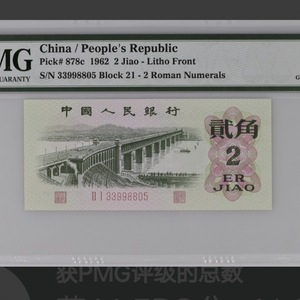 MG
GUARANTY
China / People's Republic
Pick# 878c 1962 2 Jiao - Litho Front
S/N 33998805 Block 21 - 2 Roman Numerals
中國人民銀行
貳角
2
ER
JIAO
33998805
获PMG评级的总数